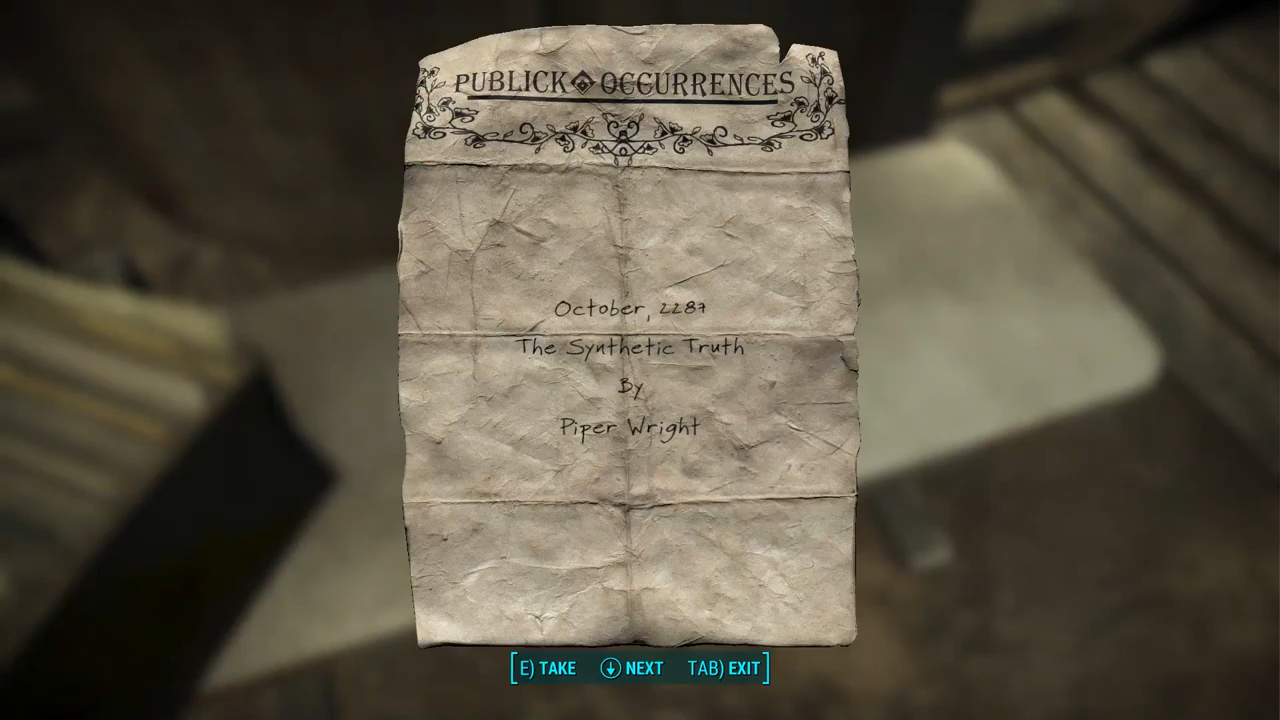 PUBLICK OCCURRENCES
October, 2287
The Synthetic Truth
By
Piper Wright
E) TAKE NEXT TAB) EXIT